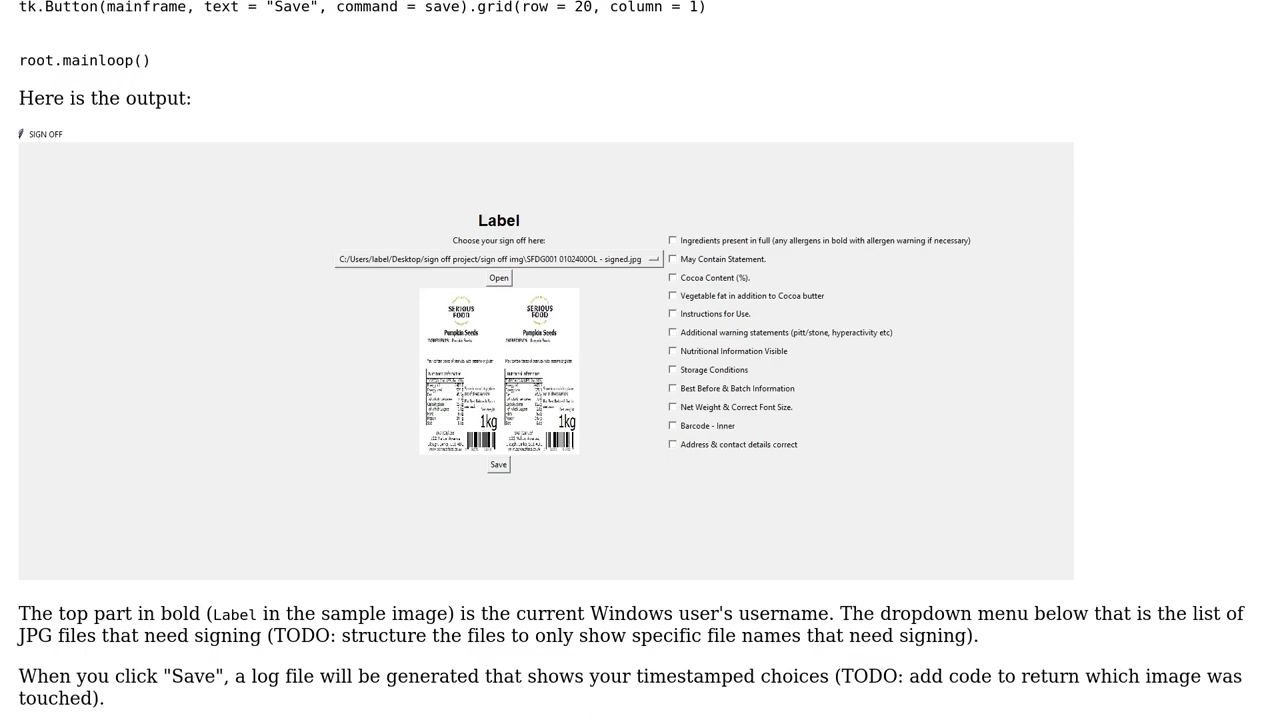 tk.Button(mainframe, text = "Save", command = save).grid(row = 20, column = 1)
root.mainloop()
Here is the output:
SIGN OFF
Label
Choose your sign off here:
C:/Users/label/Desktop/sign off project/sign off img\SFDG001 0102400OL - signed.jpg
Open
SERIOUS FOOD
SERIOUS FOOD
Pumpkin Seeds
Pumpkin Seeds
1kg
1kg
Save
Ingredients present in full (any allergens in bold with allergen warning if necessary)
May Contain Statement.
Cocoa Content (%).
Vegetable fat in addition to Cocoa butter
Instructions for Use.
Additional warning statements (pitt/stone, hyperactivity etc)
Nutritional Information Visible
Storage Conditions
Best Before & Batch Information
Net Weight & Correct Font Size.
Barcode - Inner
Address & contact details correct
The top part in bold (Label in the sample image) is the current Windows user's username. The dropdown menu below that is the list of
JPG files that need signing (TODO: structure the files to only show specific file names that need signing).
When you click "Save", a log file will be generated that shows your timestamped choices (TODO: add code to return which image was
touched).